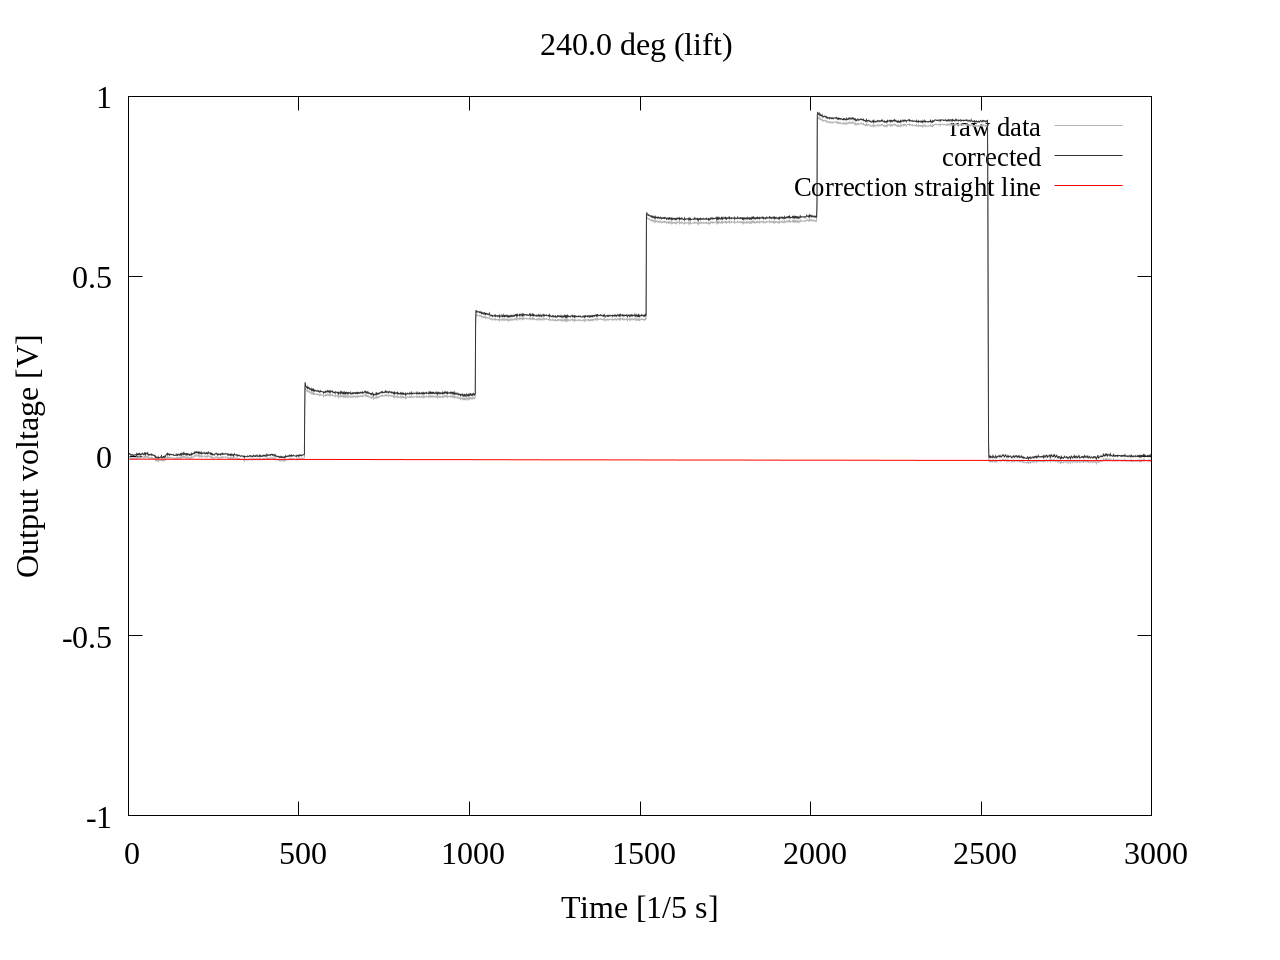 240.0 deg (lift)
1
0.5
0
-0.5
-1
Output voltage [V]
raw data
corrected
Correction straight line
0 500 1000 1500 2000 2500 3000
Time [1/5 s]